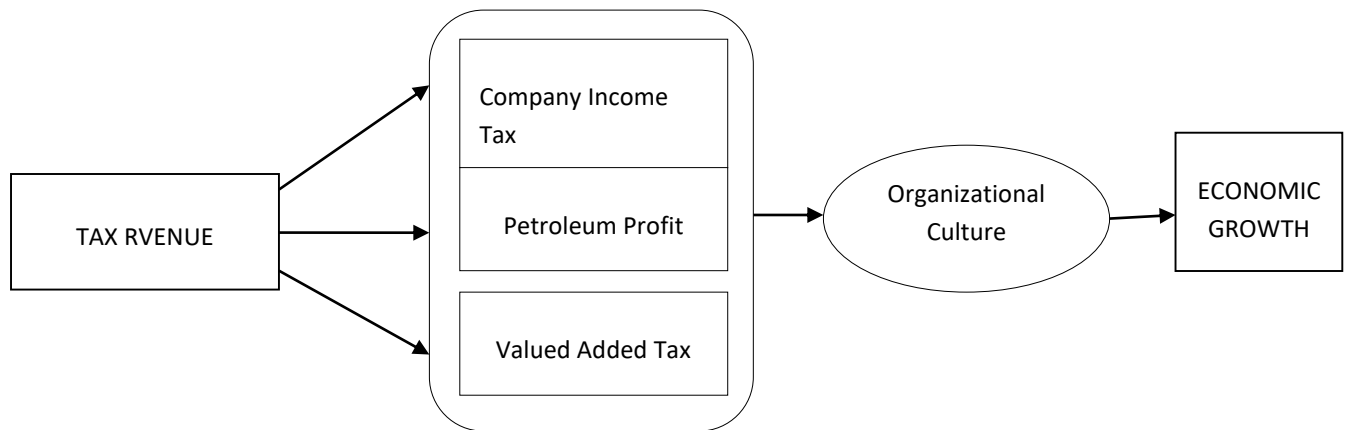 TAX RVENUE
Company Income
Tax
Petroleum Profit
Valued Added Tax
Organizational
Culture
ECONOMIC
GROWTH